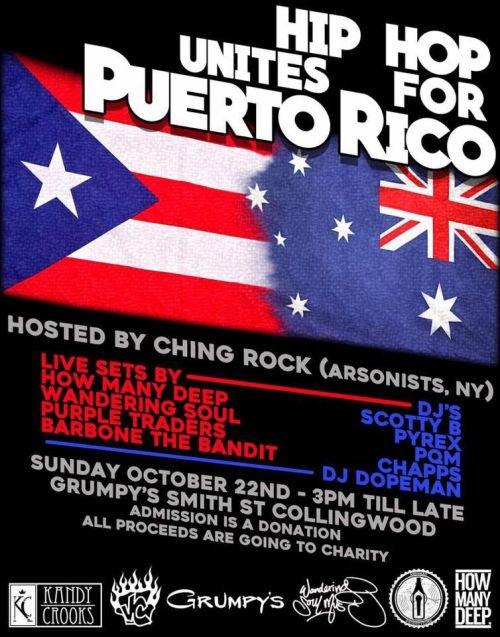 HIP HOP
UNITES FOR
PUERTO RICO
HOSTED BY CHING ROCK (ARSONISTS, NY)
LIVE SETS BY
HOW MANY DEEP
WANDERING SOUL
PURPLE TRADERS
BARBONE THE BANDIT
DJ'S
SCOTTY B
PYREX
PQM
CHAPPS
DJ DOPEMAN
SUNDAY OCTOBER 22ND - 3PM TILL LATE
GRUMPY'S SMITH ST COLLINGWOOD
ADMISSION IS A DONATION
ALL PROCEEDS ARE GOING TO CHARITY
KC
KANDY
CROOKS
GRUMPY'S
Wandering
Soul
HOW
MANY
DEEP